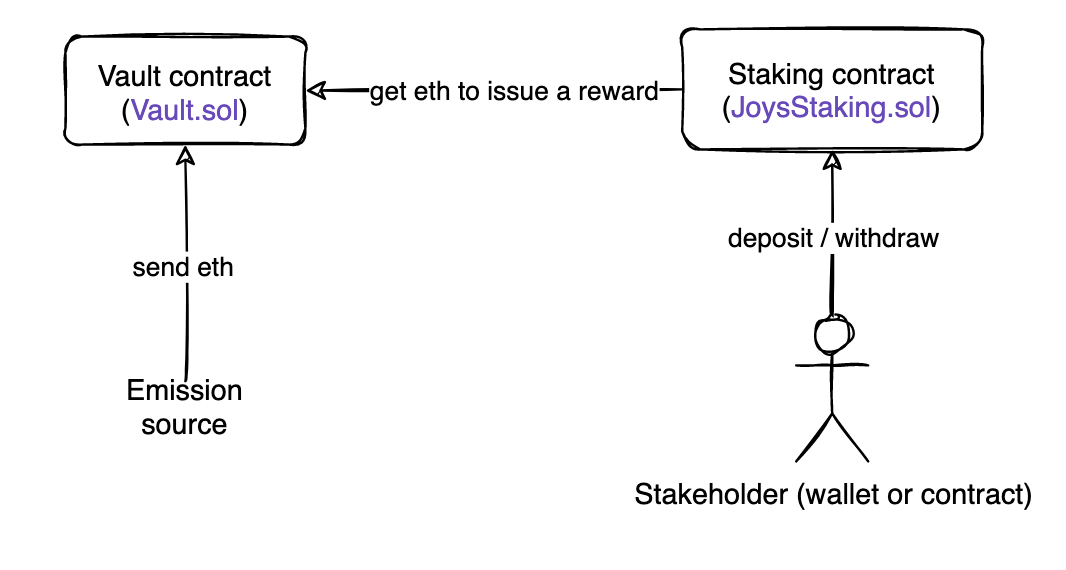 Vault contract
(Vault.sol)
get eth to issue a reward
Staking contract
(JoysStaking.sol)
send eth
deposit / withdraw
Emission
source
Stakeholder (wallet or contract)